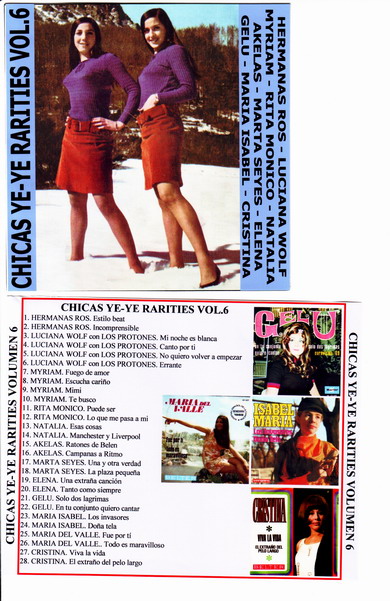 CHICAS YE-YE RARITIES VOL.6
HERMANAS ROS - LUCIANA WOLF
MYRIAM - RITA MONICO - NATALIA
AKELAS - MARTA SEYES - ELENA
GELU - MARIA ISABEL - CRISTINA
CHICAS YE-YE RARITIES VOLUMEN 6
CHICAS YE-YE RARITIES VOL.6
1. HERMANAS ROS. Estilo beat
2. HERMANAS ROS. Incomprensible
3. LUCIANA WOLF con LOS PROTONES. Mi noche es blanca
4. LUCIANA WOLF con LOS PROTONES. Canto por ti
5. LUCIANA WOLF con LOS PROTONES. No quiero volver a empezar
6. LUCIANA WOLF con LOS PROTONES. Errante
7. MYRIAM. Fuego de amor
8. MYRIAM. Escucha cariño
9. MYRIAM. Mimi
10. MYRIAM. Te busco
11. RITA MONICO. Puede ser
12. RITA MONICO. Lo que me pasa a mi
13. NATALIA. Esas cosas
14. NATALIA. Manchester y Liverpool
15. AKELAS. Ratones de Belen
16. AKELAS. Campanas a Ritmo
17. MARTA SEYES. Una y otra verdad
18. MARTA SEYES. La plaza pequeña
19. ELENA. Una extraña canción
20. ELENA. Tanto como siempre
21. GELU. Solo dos lagrimas
22. GELU. En tu conjunto quiero cantar
23. MARIA ISABEL. Los invasores
24. MARIA ISABEL. Doña tela
25. MARIA DEL VALLE. Fue por ti
26. MARIA DEL VALLE.. Todo es maravilloso
27. CRISTINA. Viva la vida
28. CRISTINA. El extraño del pelo largo
GELU
MARIA DEL
VALLE
ISABEL
MARIA
CRISTINA
VIVA LA VIDA
EL EXTRAÑO DEL
PELO LARGO
BELTER
CHICAS YE-YE RARITIES VOLUMEN 6